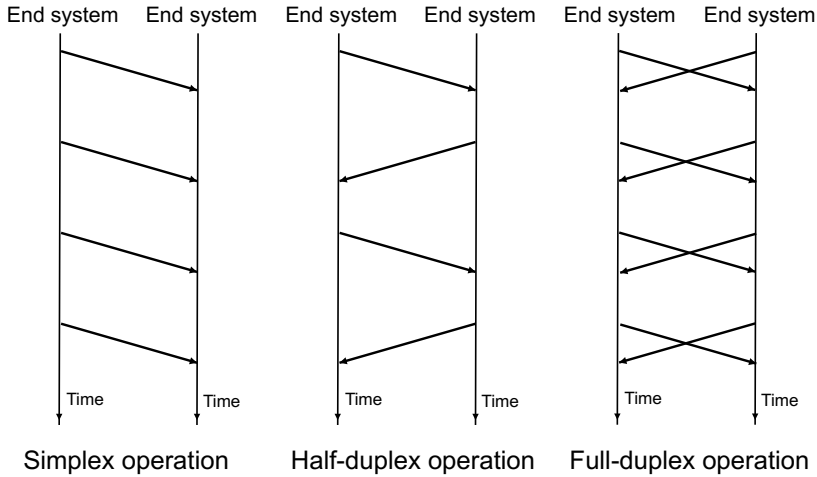 End system End system End system End system End system End system
Time Time Time Time Time Time
Simplex operation Half-duplex operation Full-duplex operation